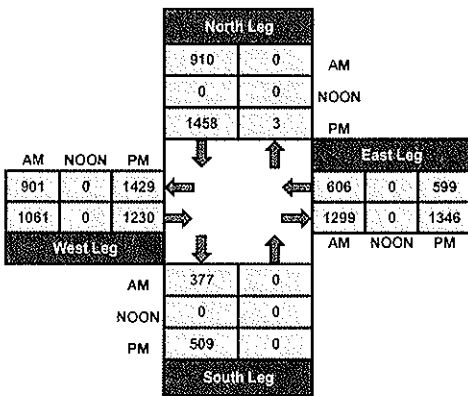 North Leg
910 0 AM
0 0 NOON
1458 3 PM
AM NOON PM East Leg
901 0 1429 606 0 599
1061 0 1230 1299 0 1346
West Leg AM NOON PM
AM 377 0
NOON 0 0
PM 509 0
South Leg